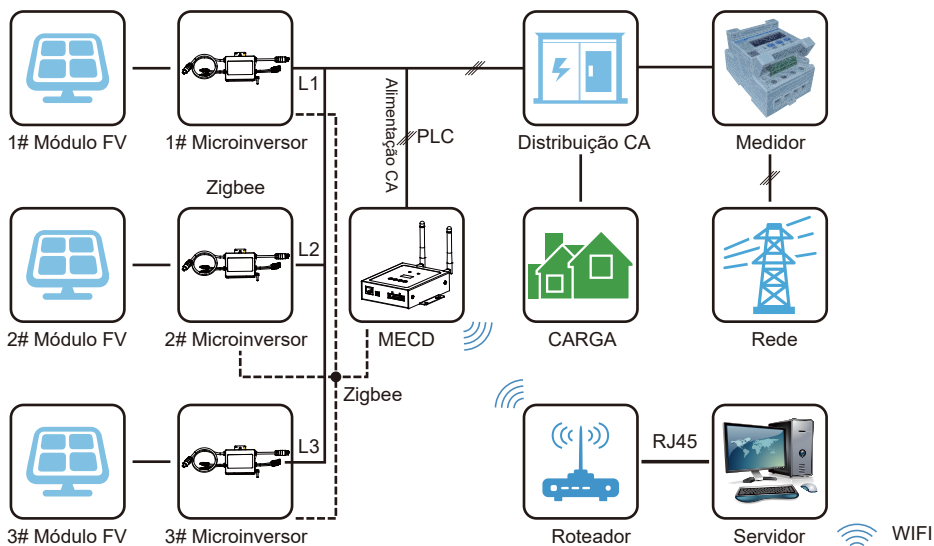 L1
Alimentação CA
PLC
1# Módulo FV
1# Microinversor
Distribuição CA
Medidor
Zigbee
L2
2# Módulo FV
2# Microinversor
MECD
CARGA
Rede
Zigbee
L3
RJ45
3# Módulo FV
3# Microinversor
Roteador
Servidor
WIFI